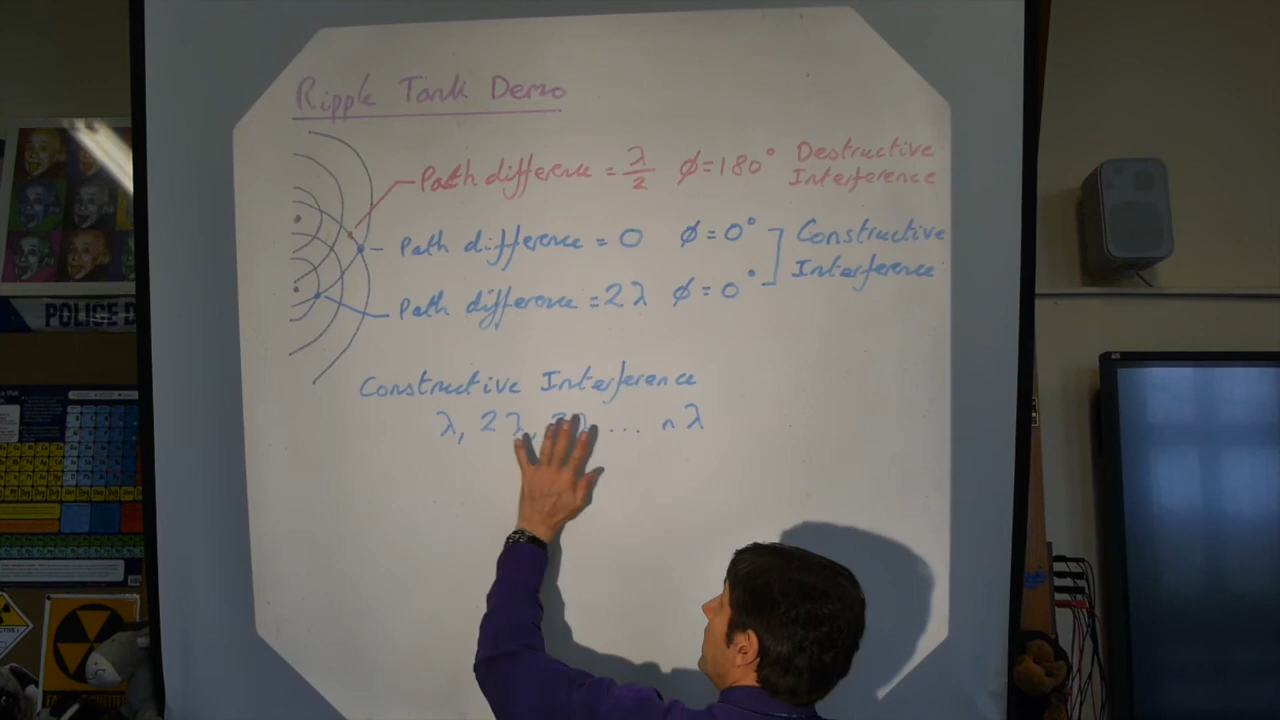 Ripple Tank Demo
Path difference = λ/2 ϕ=180° Destructive Interference
Path difference = 0 ϕ=0°
Path difference = 2λ ϕ=0°
Constructive Interference
Constructive Interference
λ, 2λ, 3λ ... nλ
POLICE D